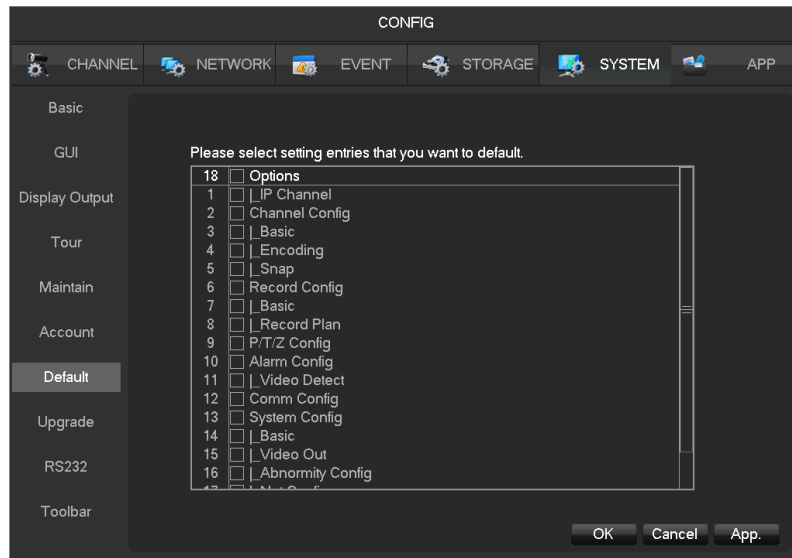 CONFIG
CHANNEL NETWORK EVENT STORAGE SYSTEM APP
Basic
GUI
Display Output
Tour
Maintain
Account
Default
Upgrade
RS232
Toolbar
Please select setting entries that you want to default.
18 Options
1 |_IP Channel
2 Channel Config
3 |_Basic
4 |_Encoding
5 |_Snap
6 Record Config
7 |_Basic
8 |_Record Plan
9 P/T/Z Config
10 Alarm Config
11 |_Video Detect
12 Comm Config
13 System Config
14 |_Basic
15 |_Video Out
16 |_Abnormity Config
OK Cancel App.